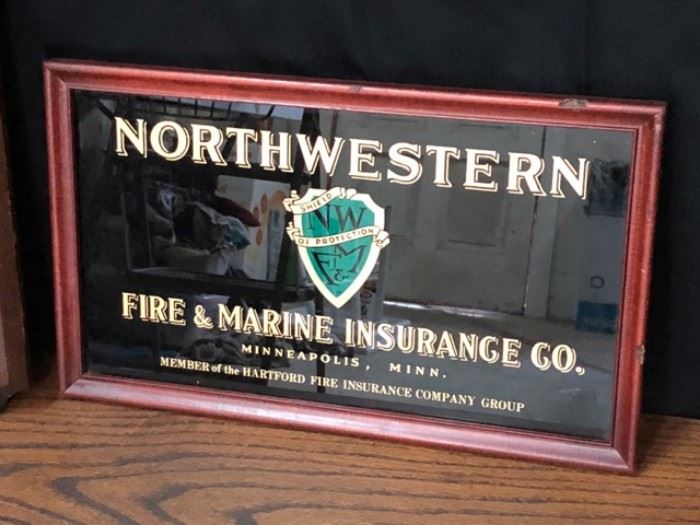 NORTHWESTERN
SHIELD
OF PROTECTION
NW
F&M
FIRE & MARINE INSURANCE CO.
MINNEAPOLIS, MINN.
MEMBER of the HARTFORD FIRE INSURANCE COMPANY GROUP